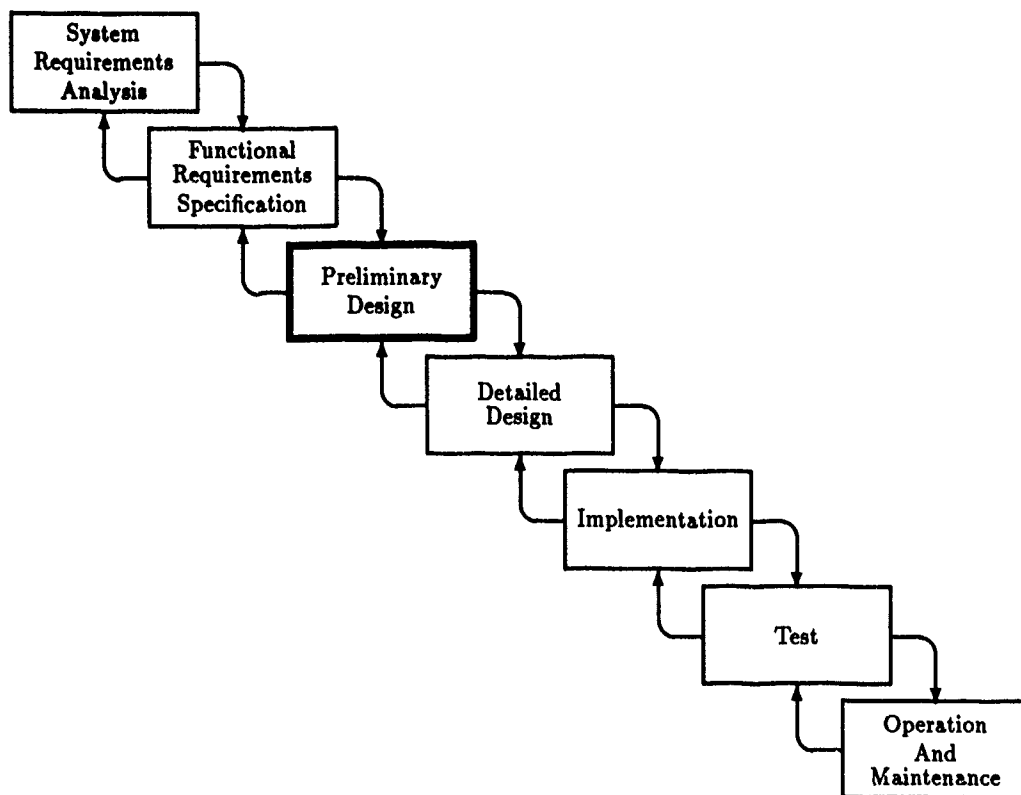 System
Requirements
Analysis
Functional
Requirements
Specification
Preliminary
Design
Detailed
Design
Implementation
Test
Operation
And
Maintenance